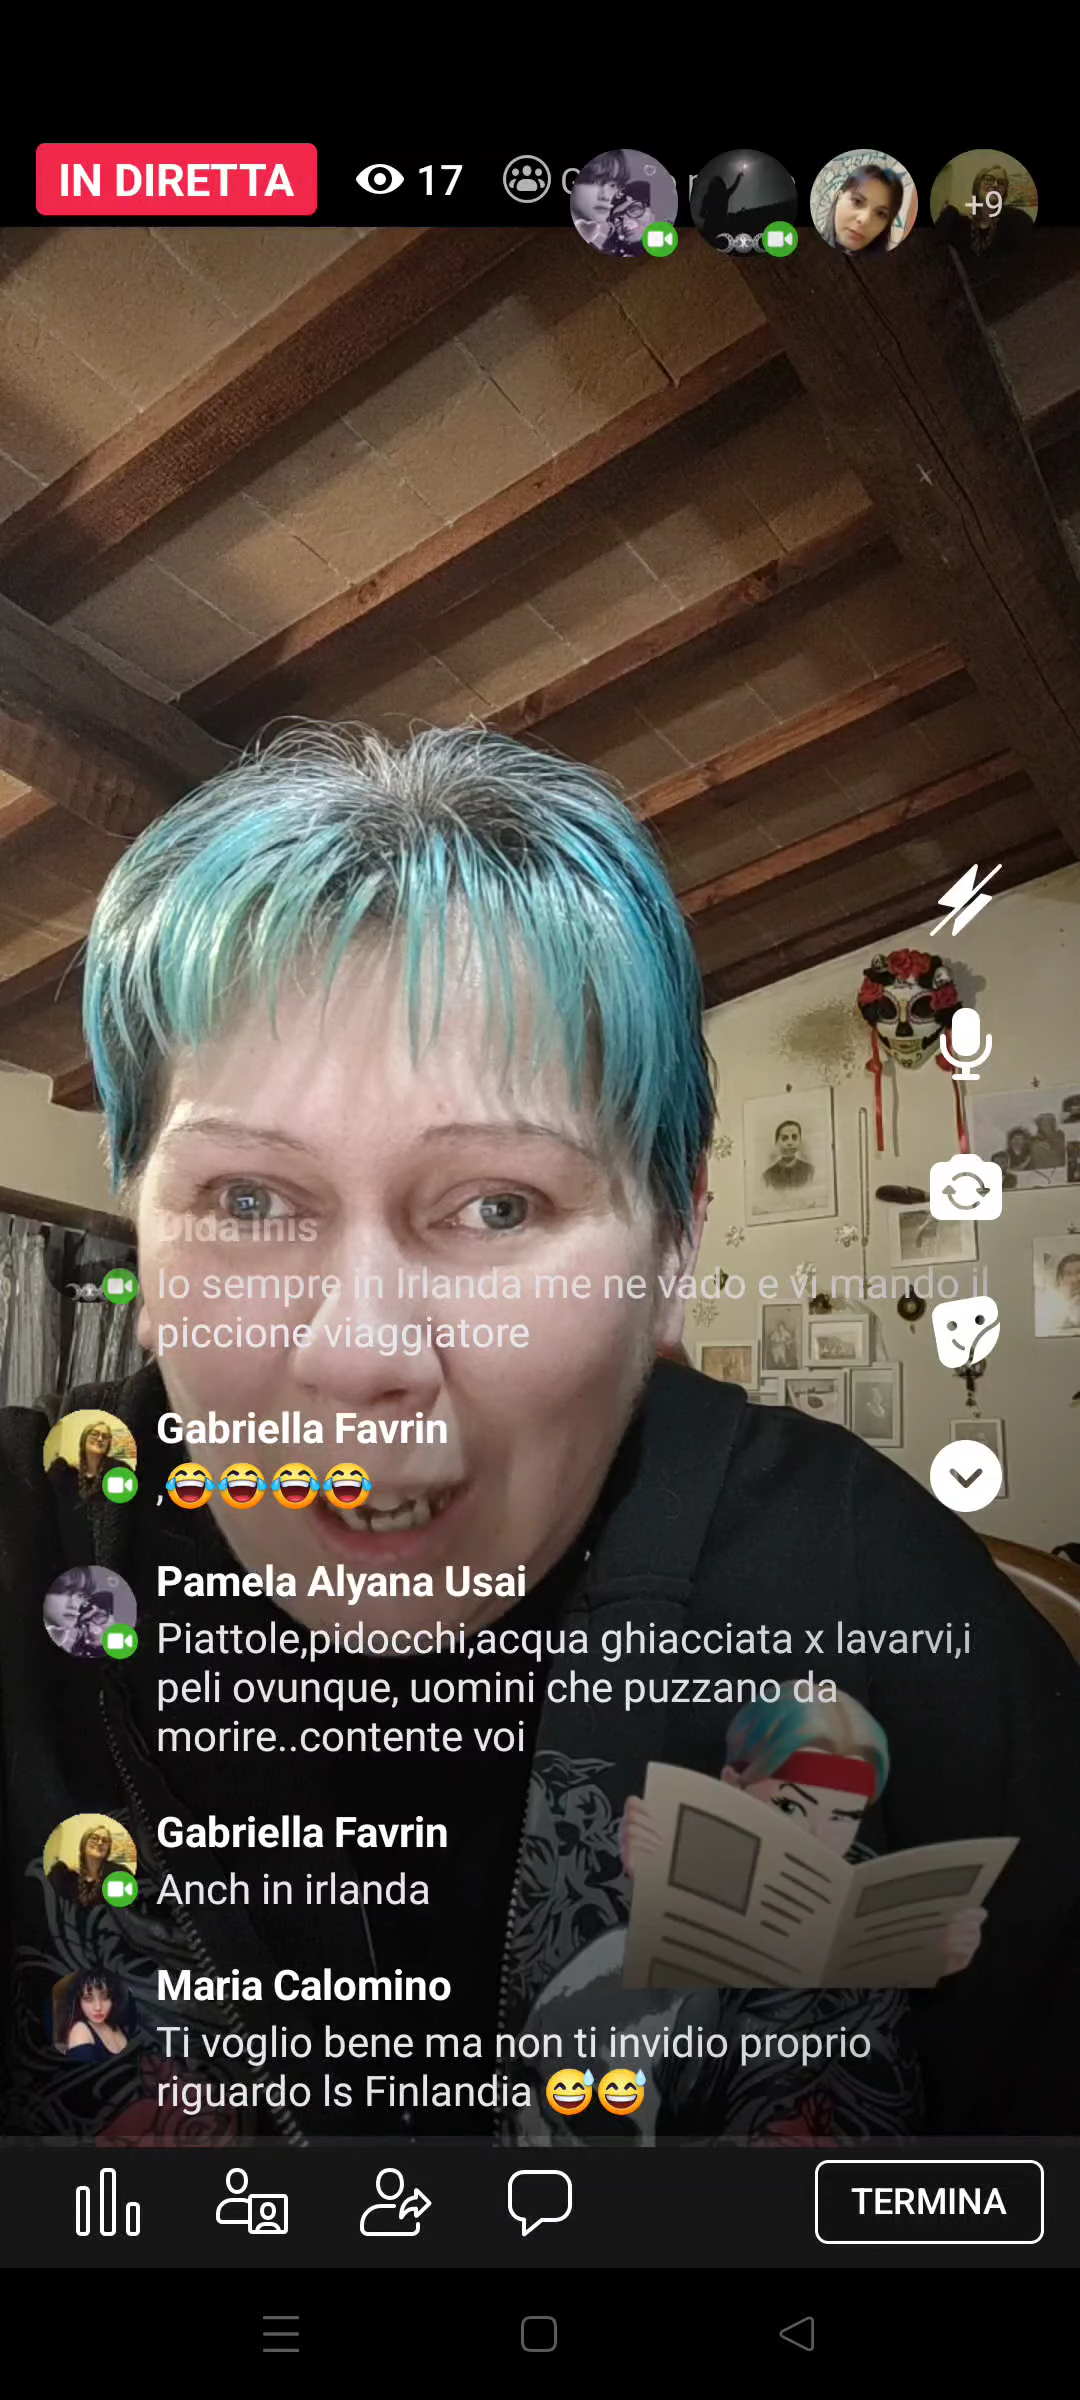 IN DIRETTA
17
+9
Dida Inis
Io sempre in Irlanda me ne vado e vi mando il
piccione viaggiatore
Gabriella Favrin
,😂😂😂😂
Pamela Alyana Usai
Piattole,pidocchi,acqua ghiacciata x lavarvi,i
peli ovunque, uomini che puzzano da
morire..contente voi
Gabriella Favrin
Anch in irlanda
Maria Calomino
Ti voglio bene ma non ti invidio proprio
riguardo ls Finlandia 😅😅
TERMINA